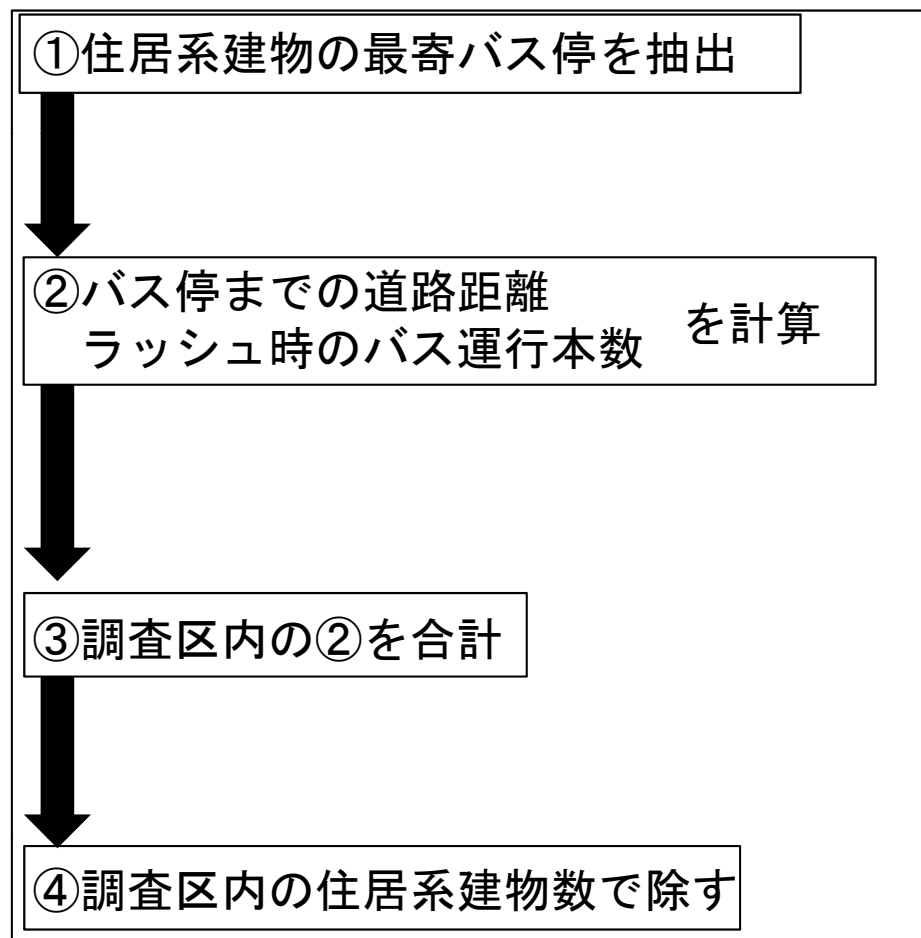 ①住居系建物の最寄バス停を抽出
②バス停までの道路距離
ラッシュ時のバス運行本数
を計算
③調査区内の②を合計
④調査区内の住居系建物数で除す